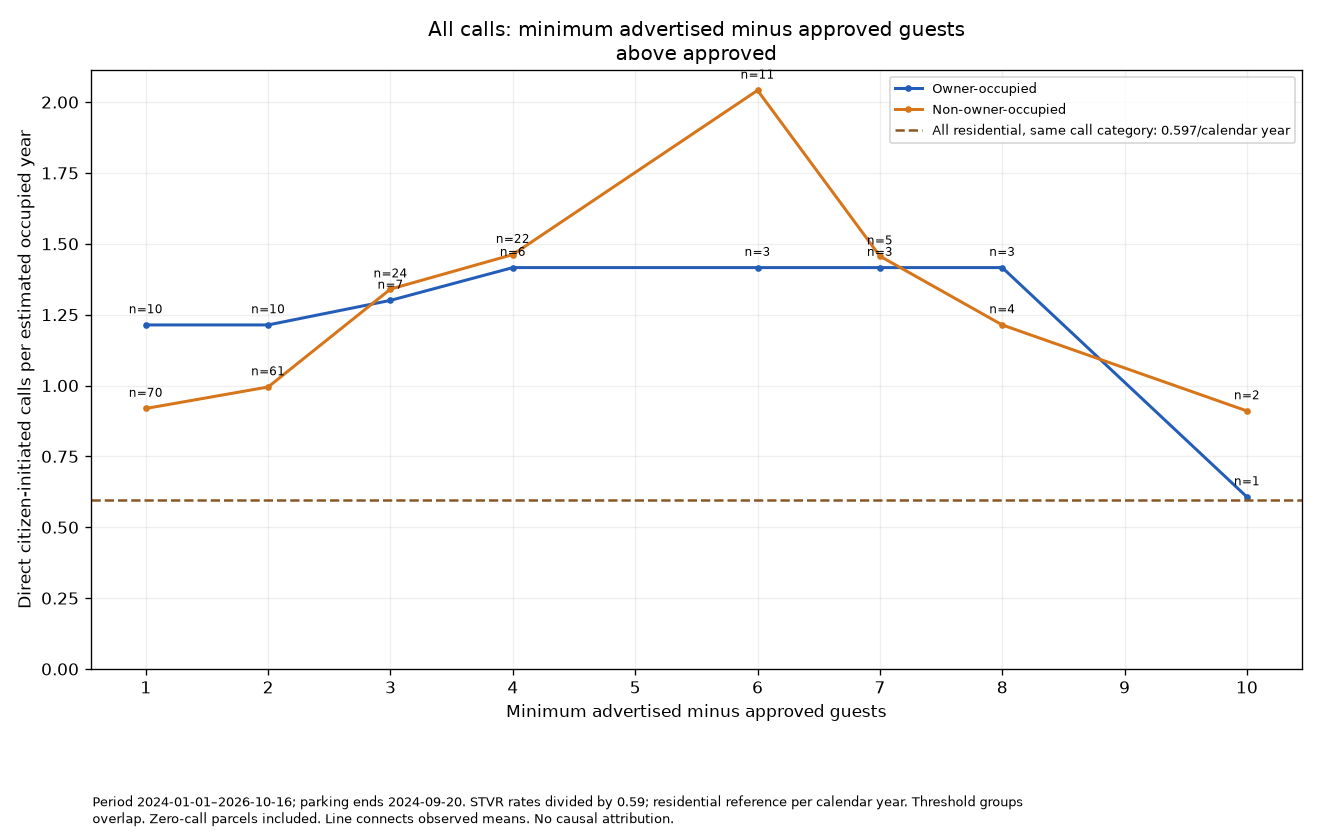 All calls: minimum advertised minus approved guests
above approved
Direct citizen-initiated calls per estimated occupied year
2.00
1.75
1.50
1.25
1.00
0.75
0.50
0.25
0.00
n=11
n=22
n=6
n=24
n=7
n=10
n=10
n=61
n=70
n=3
n=5
n=3
n=3
n=4
n=2
n=1
Owner-occupied
Non-owner-occupied
All residential, same call category: 0.597/calendar year
1 2 3 4 5 6 7 8 9 10
Minimum advertised minus approved guests
Period 2024-01-01–2026-10-16; parking ends 2024-09-20. STVR rates divided by 0.59; residential reference per calendar year. Threshold groups
overlap. Zero-call parcels included. Line connects observed means. No causal attribution.